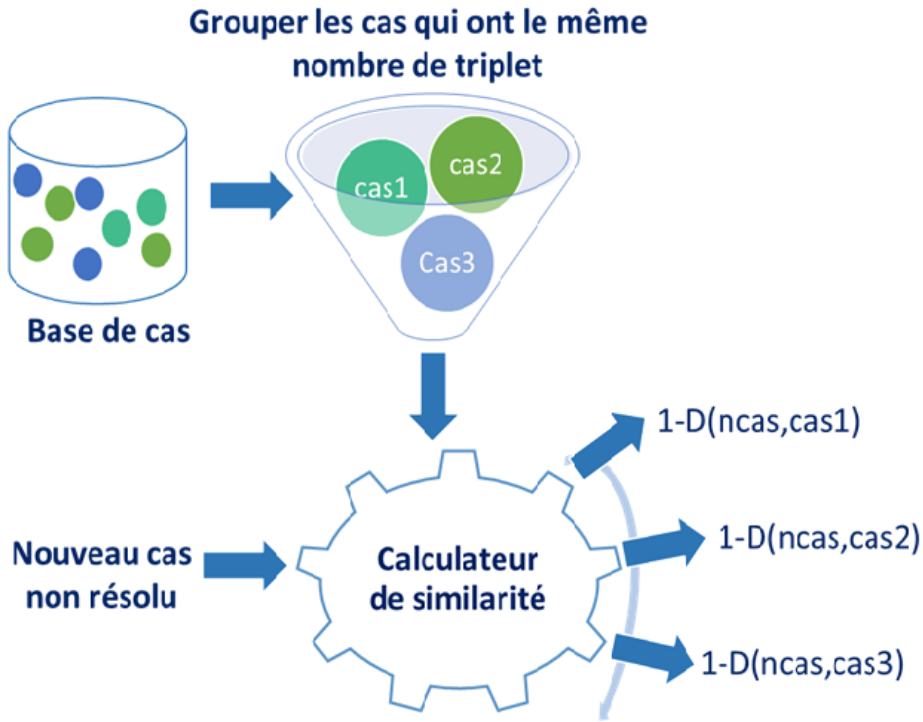 Grouper les cas qui ont le même
nombre de triplet
cas1
cas2
Cas3
Base de cas
Nouveau cas
non résolu
Calculateur
de similarité
1-D(ncas,cas1)
1-D(ncas,cas2)
1-D(ncas,cas3)